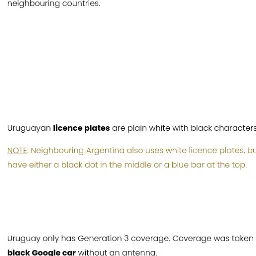 neighbouring countries.
Uruguayan licence plates are plain white with black characters
NOTE: Neighbouring Argentina also uses white licence plates, bu
have either a black dot in the middle or a blue bar at the top.
Uruguay only has Generation 3 coverage. Coverage was taken
black Google car without an antenna.